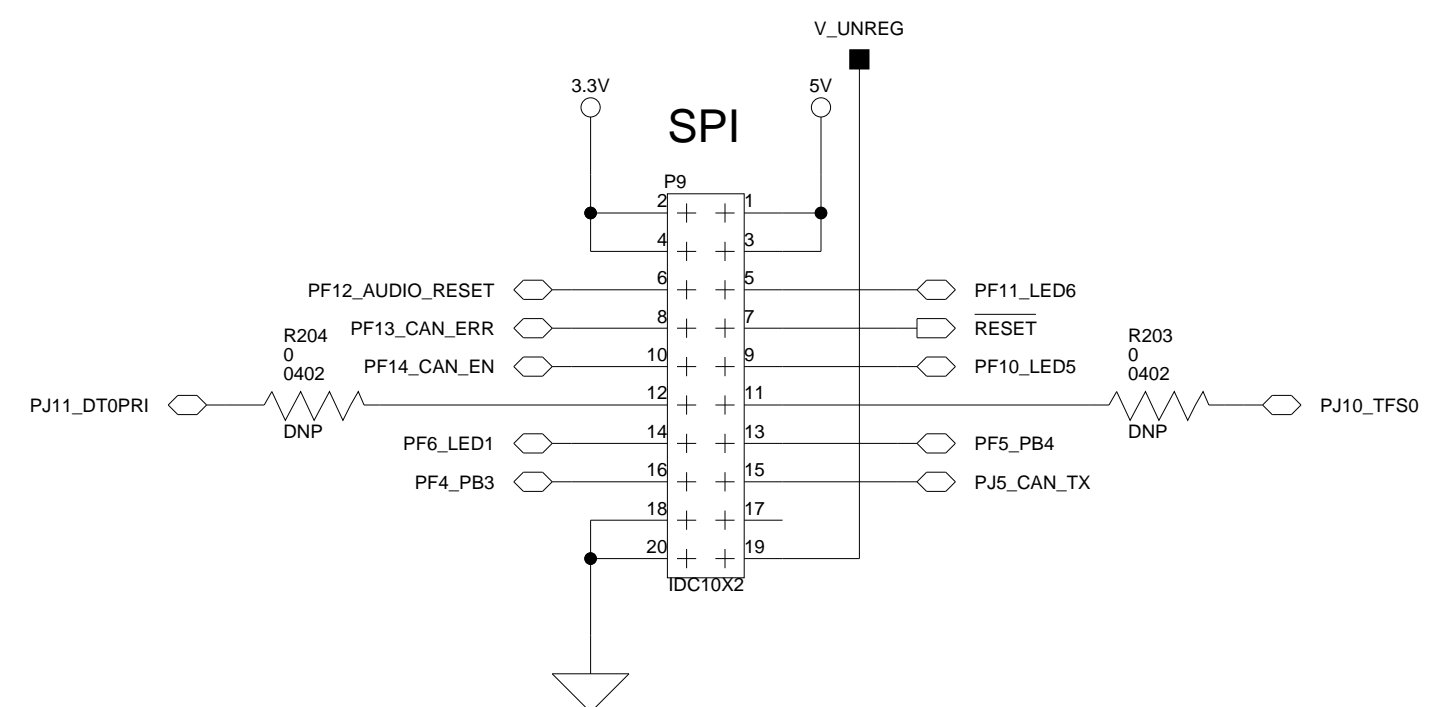 V_UNREG
3.3V
5V
SPI
P9
2 1
4 3
PF12_AUDIO_RESET 6 5 PF11_LED6
PF13_CAN_ERR 8 7 RESET
PF14_CAN_EN 10 9 PF10_LED5
R204
0
0402
R203
0
0402
PJ11_DT0PRI 12 11 PJ10_TFS0
DNP
DNP
PF6_LED1 14 13 PF5_PB4
PF4_PB3 16 15 PJ5_CAN_TX
18 17
20 19
IDC10X2